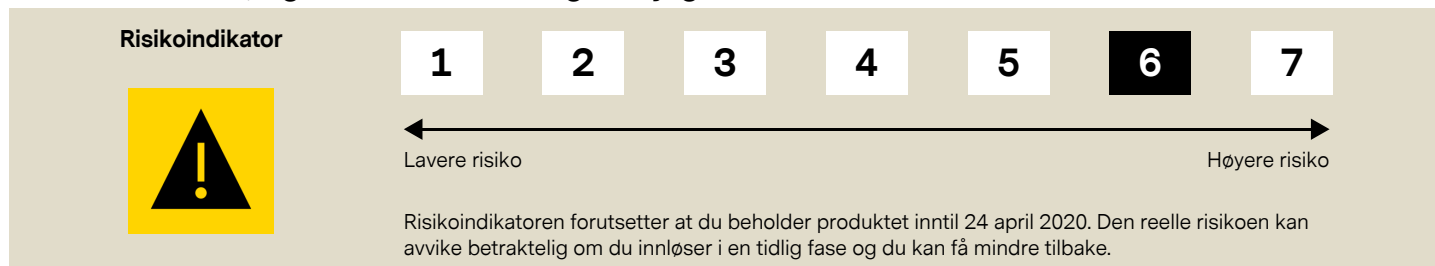 Risikoindikator
1 2 3 4 5 6 7
Lavere risiko Høyere risiko
Risikoindikatoren forutsetter at du beholder produktet inntil 24 april 2020. Den reelle risikoen kan
avvike betraktelig om du innløser i en tidlig fase og du kan få mindre tilbake.